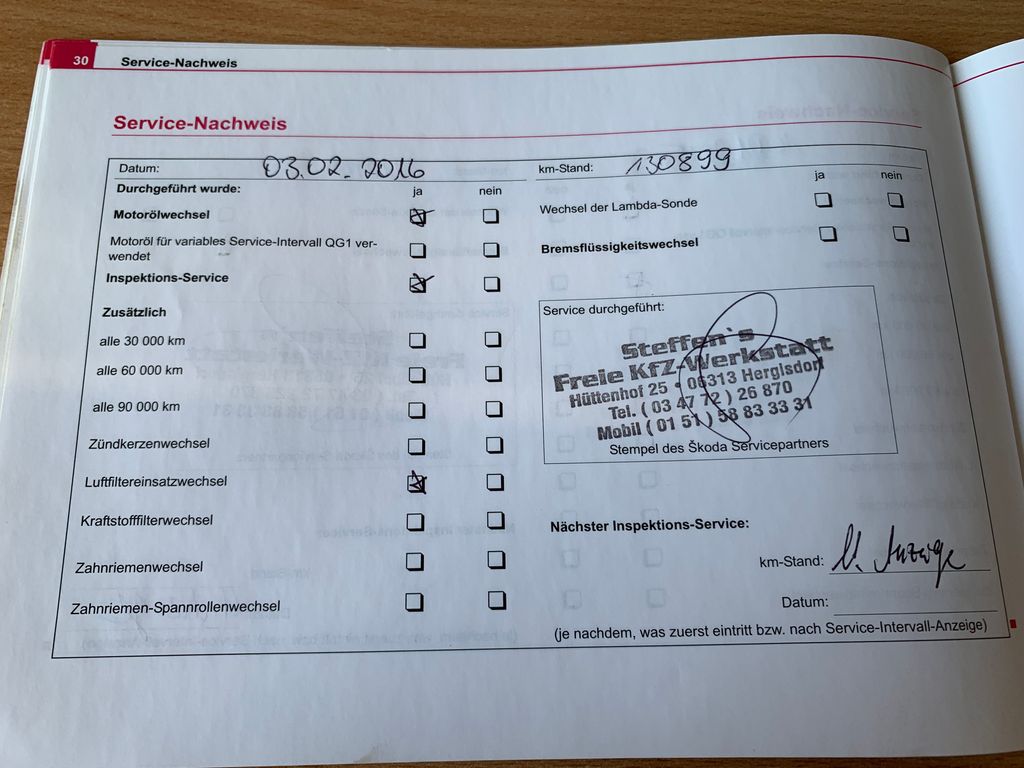 30 Service-Nachweis
Service-Nachweis
Datum: 03.02.2016 km-Stand: 130899
Durchgeführt wurde: ja nein ja nein
Motorölwechsel
Wechsel der Lambda-Sonde
Motoröl für variables Service-Intervall QG1 ver-
wendet
Bremsflüssigkeitswechsel
Inspektions-Service
Zusätzlich
alle 30 000 km
alle 60 000 km
alle 90 000 km
Zündkerzenwechsel
Luftfiltereinsatzwechsel
Kraftstofffilterwechsel
Zahnriemenwechsel
Zahnriemen-Spannrollenwechsel
Service durchgeführt:
Steffen`s
Freie KfZ-Werkstatt
Hüttenhof 25 • 06313 Herglsdorf
Tel. ( 03 47 72 ) 26 870
Mobil ( 01 51 ) 58 83 33 31
Stempel des Škoda Servicepartners
Nächster Inspektions-Service:
km-Stand: n. Anzeige
Datum:
(je nachdem, was zuerst eintritt bzw. nach Service-Intervall-Anzeige)